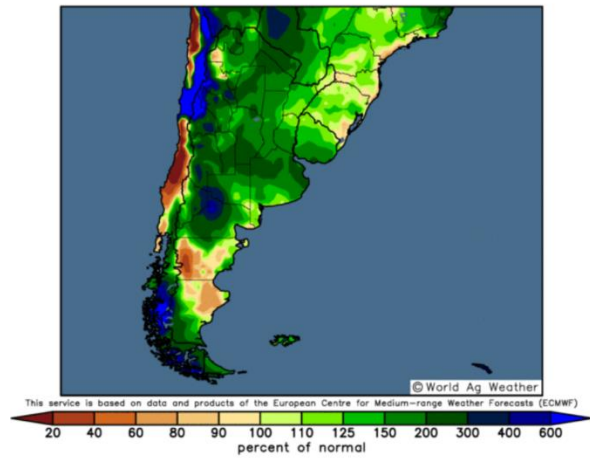 ©World Ag Weather
This service is based on data and products of the European Centre for Medium-range Weather Forecasts (ECMWF)
20 40 60 80 90 100 110 125 150 200 300 400 600
percent of normal